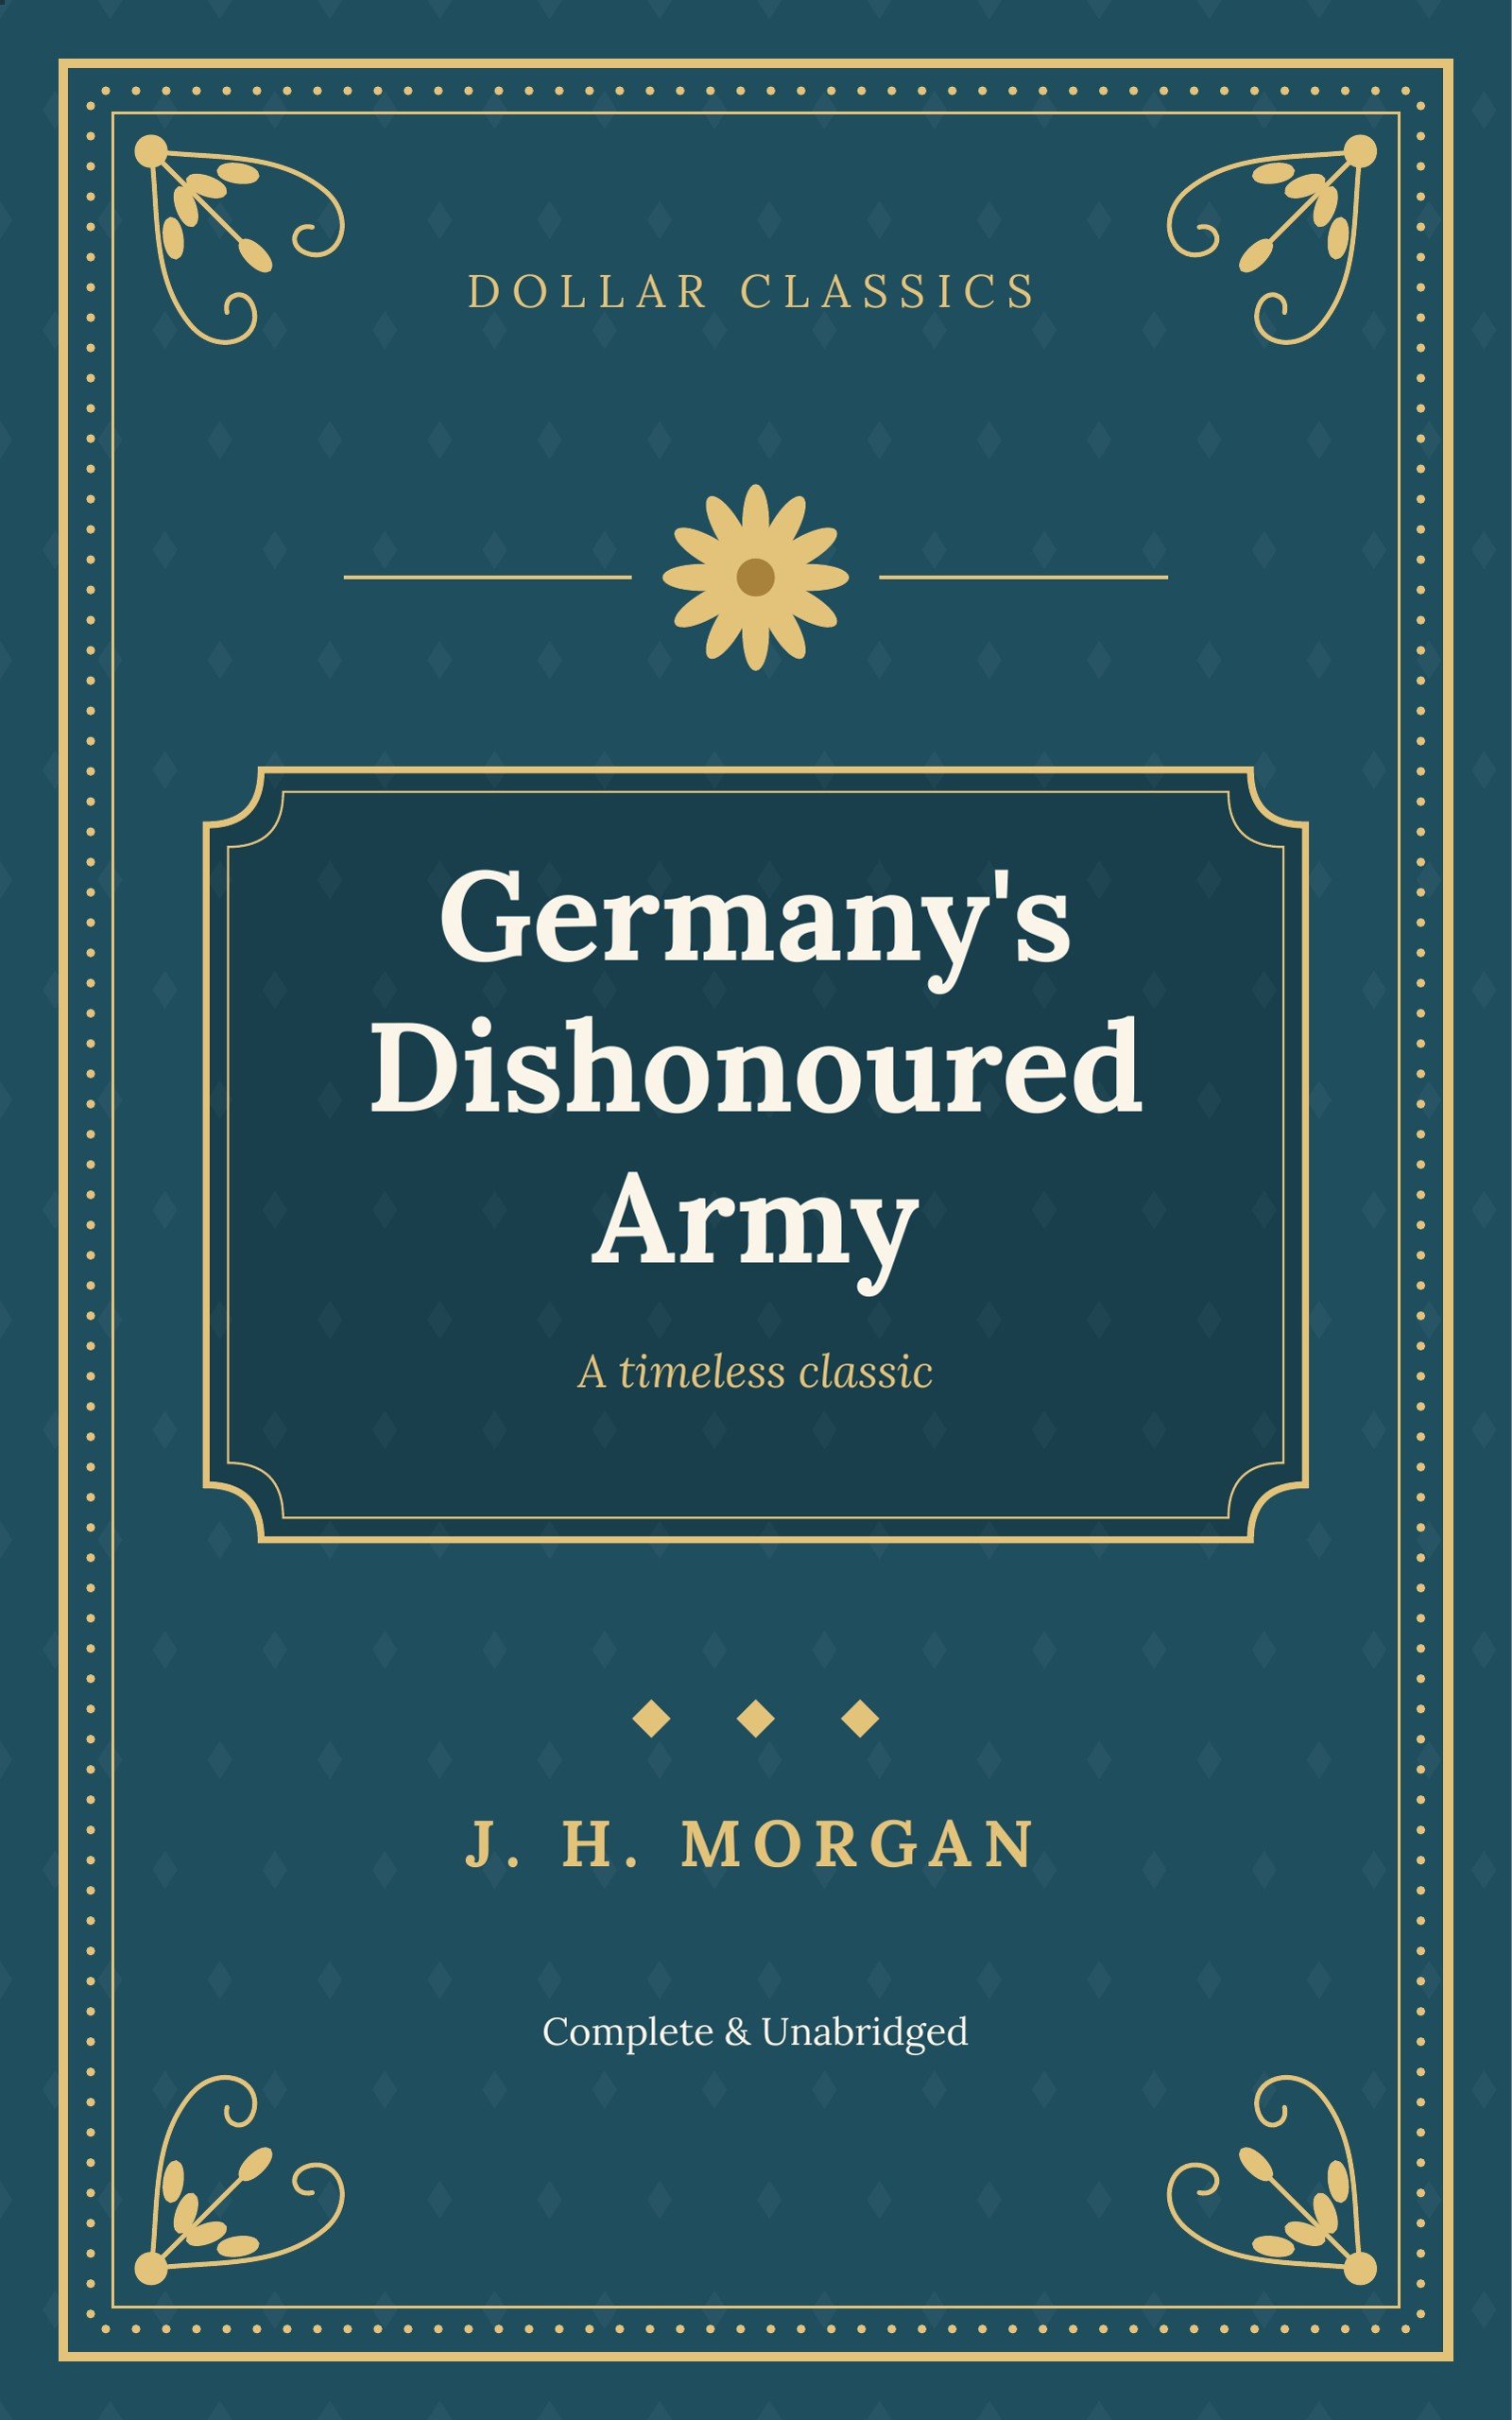 DOLLAR CLASSICS
Germany's
Dishonoured
Army
A timeless classic
J. H. MORGAN
Complete & Unabridged